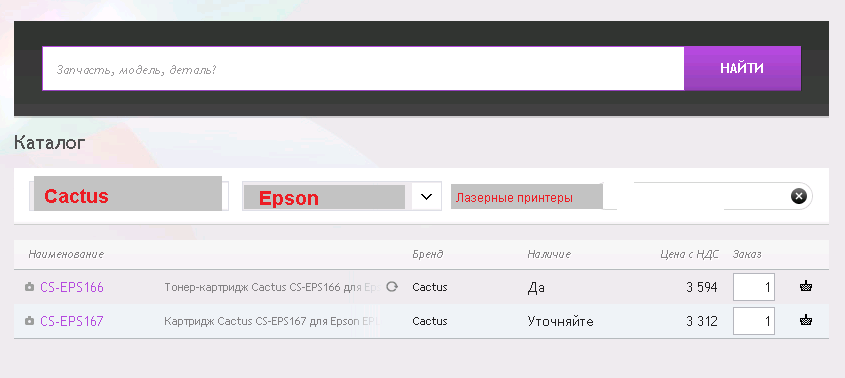 Запчасть, модель, деталь?
НАЙТИ
Каталог
Cactus
Epson
Лазерные принтеры
Наименование Бренд Наличие Цена с НДС Заказ
CS-EPS166 Тонер-картридж Cactus CS-EPS166 для Cactus Да 3 594 1
CS-EPS167 Картридж Cactus CS-EPS167 для Epson Cactus Уточняйте 3 312 1